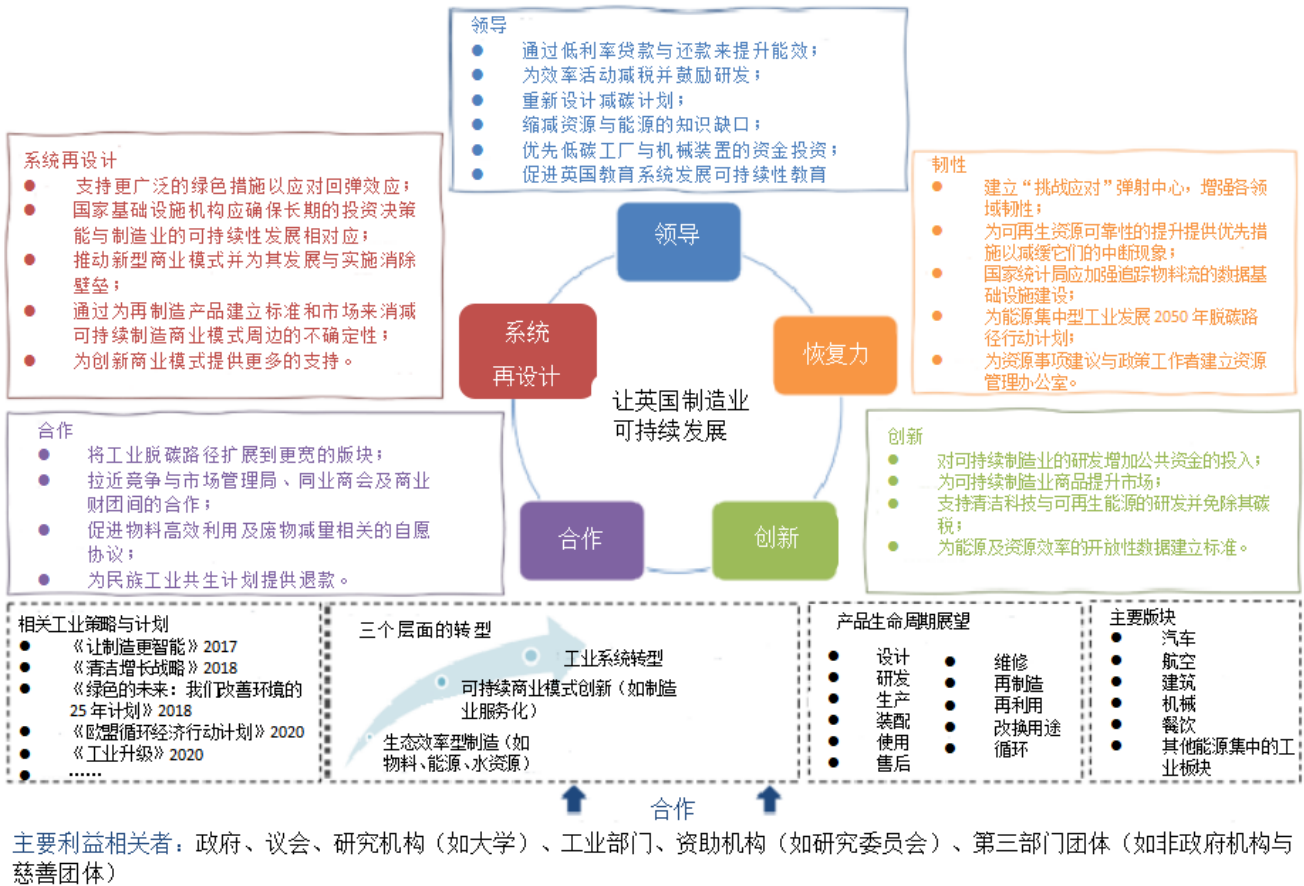 领导
● 通过低利率贷款与还款来提升能效；
● 为效率活动减税并鼓励研发；
● 重新设计减碳计划；
● 缩减资源与能源的知识缺口；
● 优先低碳工厂与机械装置的资金投资；
● 促进英国教育系统发展可持续性教育
系统再设计
● 支持更广泛的绿色措施以应对回弹效应；
● 国家基础设施机构应确保长期的投资决策
能与制造业的可持续性发展相对应；
● 推动新型商业模式并为其发展与实施消除
壁垒；
● 通过为再制造产品建立标准和市场来消减
可持续制造商业模式周边的不确定性；
● 为创新商业模式提供更多的支持。
韧性
● 建立“挑战应对”弹射中心，增强各领
域韧性；
● 为可再生资源可靠性的提升提供优先措
施以减缓它们的中断现象；
● 国家统计局应加强追踪物料流的数据基
础设施建设；
● 为能源集中型工业发展 2050 年脱碳路
径行动计划；
● 为资源事项建议与政策工作者建立资源
管理办公室。
领导
系统
再设计
恢复力
让英国制造业
可持续发展
合作
创新
合作
● 将工业脱碳路径扩展到更宽的版块；
● 拉近竞争与市场管理局、同业商会及商业
财团间的合作；
● 促进物料高效利用及废物减量相关的自愿
协议；
● 为民族工业共生计划提供退款。
创新
● 对可持续制造业的研发增加公共资金的投入；
● 为可持续制造业商品提升市场；
● 支持清洁科技与可再生能源的研发并免除其碳
税；
● 为能源及资源效率的开放性数据建立标准。
相关工业策略与计划
● 《让制造更智能》2017
● 《清洁增长战略》2018
● 《绿色的未来：我们改善环境的
25 年计划》2018
● 《欧盟循环经济行动计划》2020
● 《工业升级》2020
● ……
三个层面的转型
工业系统转型
可持续商业模式创新（如制造
业服务化）
生态效率型制造（如
物料、能源、水资源）
产品生命周期展望
● 设计
● 研发
● 生产
● 装配
● 使用
● 售后
● 维修
● 再制造
● 再利用
● 改换用途
● 循环
主要版块
● 汽车
● 航空
● 建筑
● 机械
● 餐饮
● 其他能源集中的工
业板块
合作
主要利益相关者：政府、议会、研究机构（如大学）、工业部门、资助机构（如研究委员会）、第三部门团体（如非政府机构与
慈善团体）